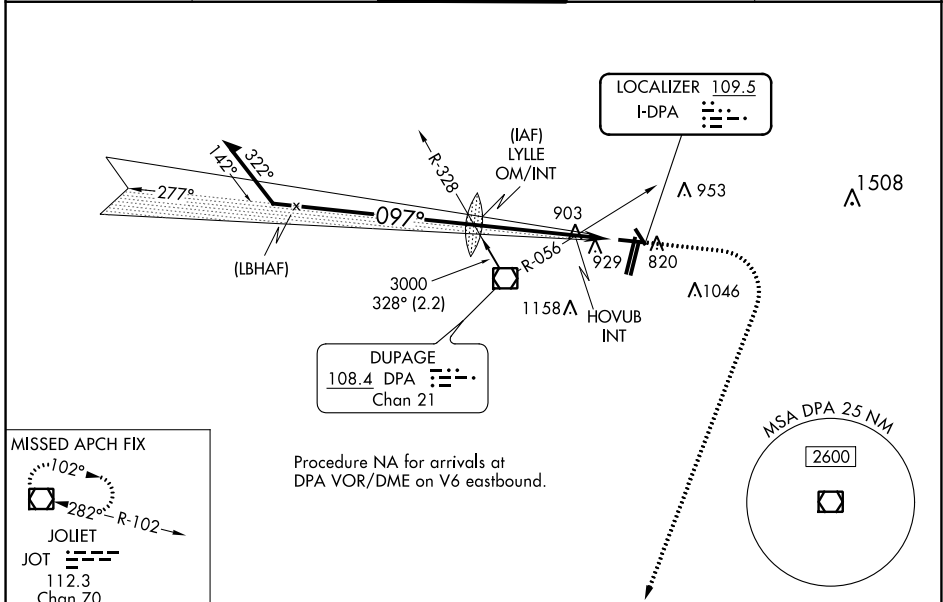 LOCALIZER 109.5
I-DPA
(IAF)
LYLLE
OM/INT
R-328
322°
142°
277°
097°
(LBHAF)
903
953
1508
R-056
929
820
3000
328° (2.2)
1158
1046
HOVUB
INT
DUPAGE
108.4 DPA
Chan 21
Procedure NA for arrivals at
DPA VOR/DME on V6 eastbound.
MSA DPA 25 NM
2600
MISSED APCH FIX
102°
282°
R-102
JOLIET
JOT
112.3
Chan 70